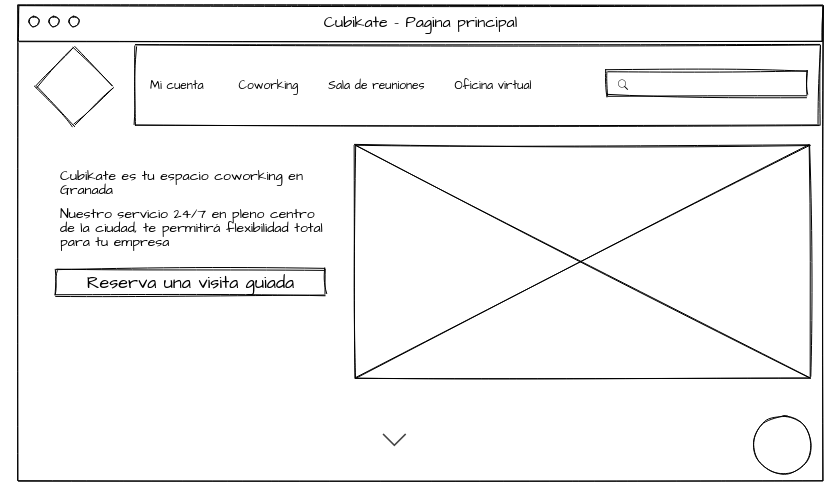 Cubikate - Pagina principal
Mi cuenta
Coworking
Sala de reuniones
Oficina virtual
Cubikate es tu espacio coworking en
Granada
Nuestro servicio 24/7 en pleno centro
de la ciudad, te permitirá flexibilidad total
para tu empresa
Reserva una visita guiada